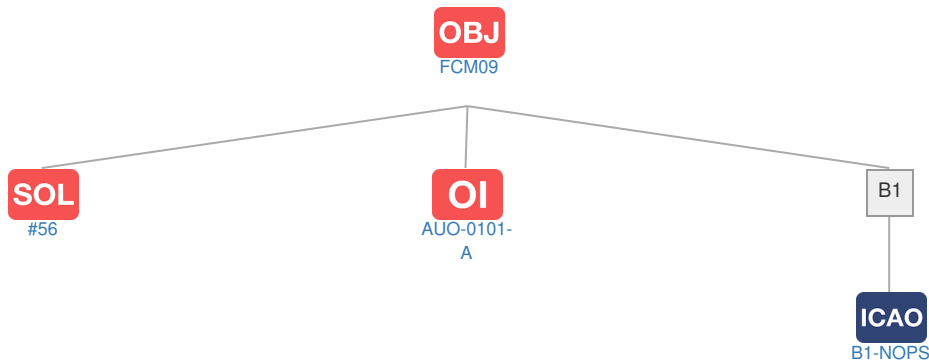 OBJ
FCM09
SOL
#56
OI
AUO-0101-
A
B1
ICAO
B1-NOPS